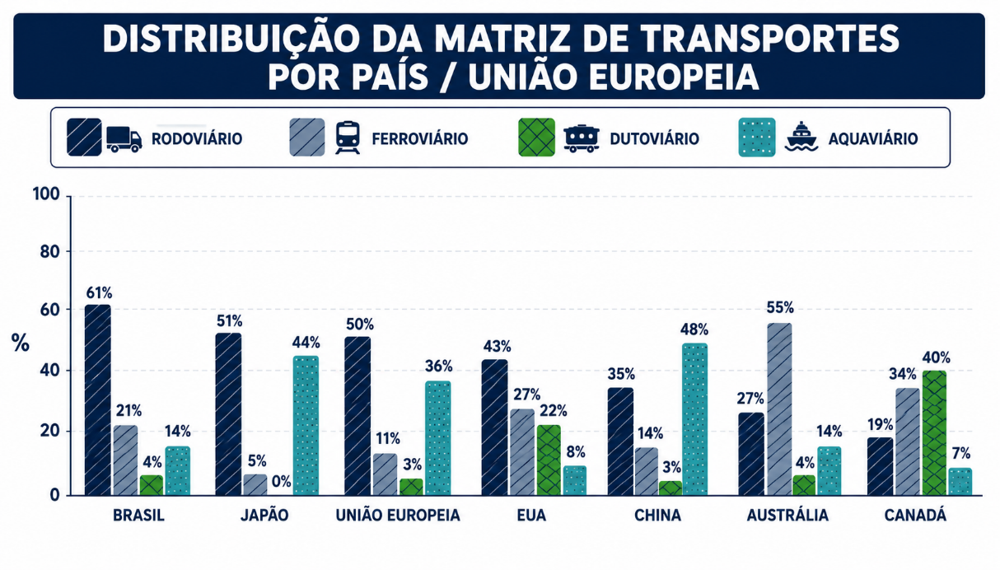 DISTRIBUIÇÃO DA MATRIZ DE TRANSPORTES
POR PAÍS / UNIÃO EUROPEIA
RODOVIÁRIO FERROVIÁRIO DUTOVIÁRIO AQUAVIÁRIO
100
80
60
40
20
0
%
61% 21% 4% 14%
51% 5% 0% 44%
50% 11% 3% 36%
43% 27% 22% 8%
35% 14% 3% 48%
27% 55% 4% 14%
19% 34% 40% 7%
BRASIL JAPÃO UNIÃO EUROPEIA EUA CHINA AUSTRÁLIA CANADÁ